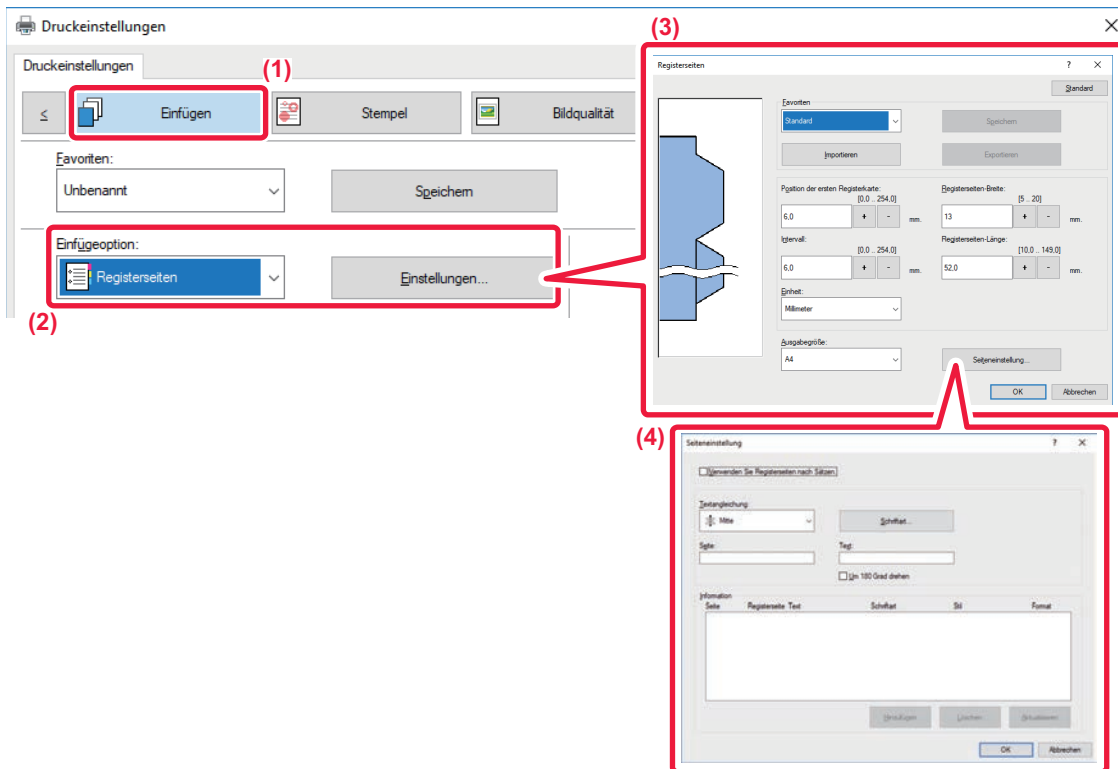 Druckeinstellungen
Druckeinstellungen
(1)
≤ Einfügen Stempel Bildqualität
Favoriten:
Unbenannt Speichern
Einfügeoption:
Registerseiten Einstellungen...
(2)
(3)
Registerseiten ? ×
Standard
Favoriten
Standard Speichern
Importieren Exportieren
Position der ersten Registerkarte: Registerseiten-Breite:
[0,0 .. 254,0] [5 .. 20]
6,0 + - mm. 13 + - mm.
Intervall: Registerseiten-Länge:
[0,0 .. 254,0] [10,0 .. 149,0]
6,0 + - mm. 52,0 + - mm.
Einheit:
Millimeter
Ausgabegröße:
A4 Seiteneinstellung...
OK Abbrechen
(4)
Seiteneinstellung ? ×
Verwenden Sie Registerseiten nach Sätzen
Textangleichung:
Mitte Schriftart...
Seite: Text:
Um 180 Grad drehen
Information
Seite Registerseite Text Schriftart Stil Format
Hinzufügen Löschen Aktualisieren
OK Abbrechen